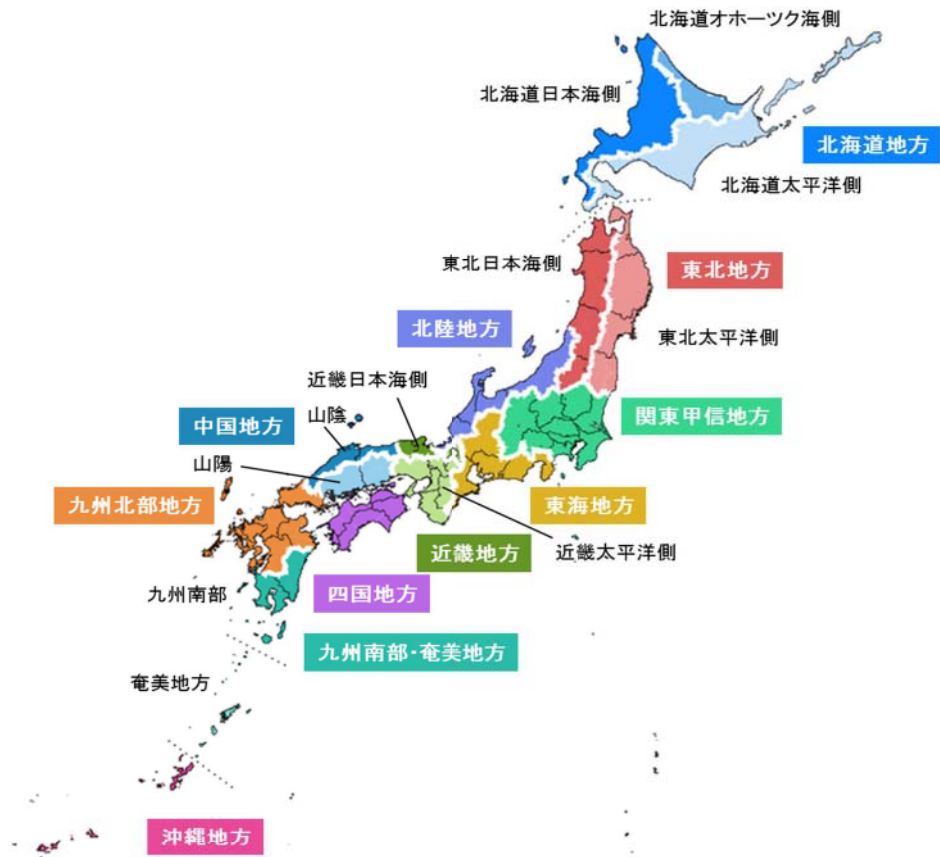 北海道オホーツク海側
北海道日本海側
北海道地方
北海道太平洋側
東北日本海側
東北地方
北陸地方
東北太平洋側
近畿日本海側
山陰
中国地方
関東甲信地方
山陽
九州北部地方
東海地方
近畿地方
近畿太平洋側
九州南部
四国地方
九州南部・奄美地方
奄美地方
沖縄地方